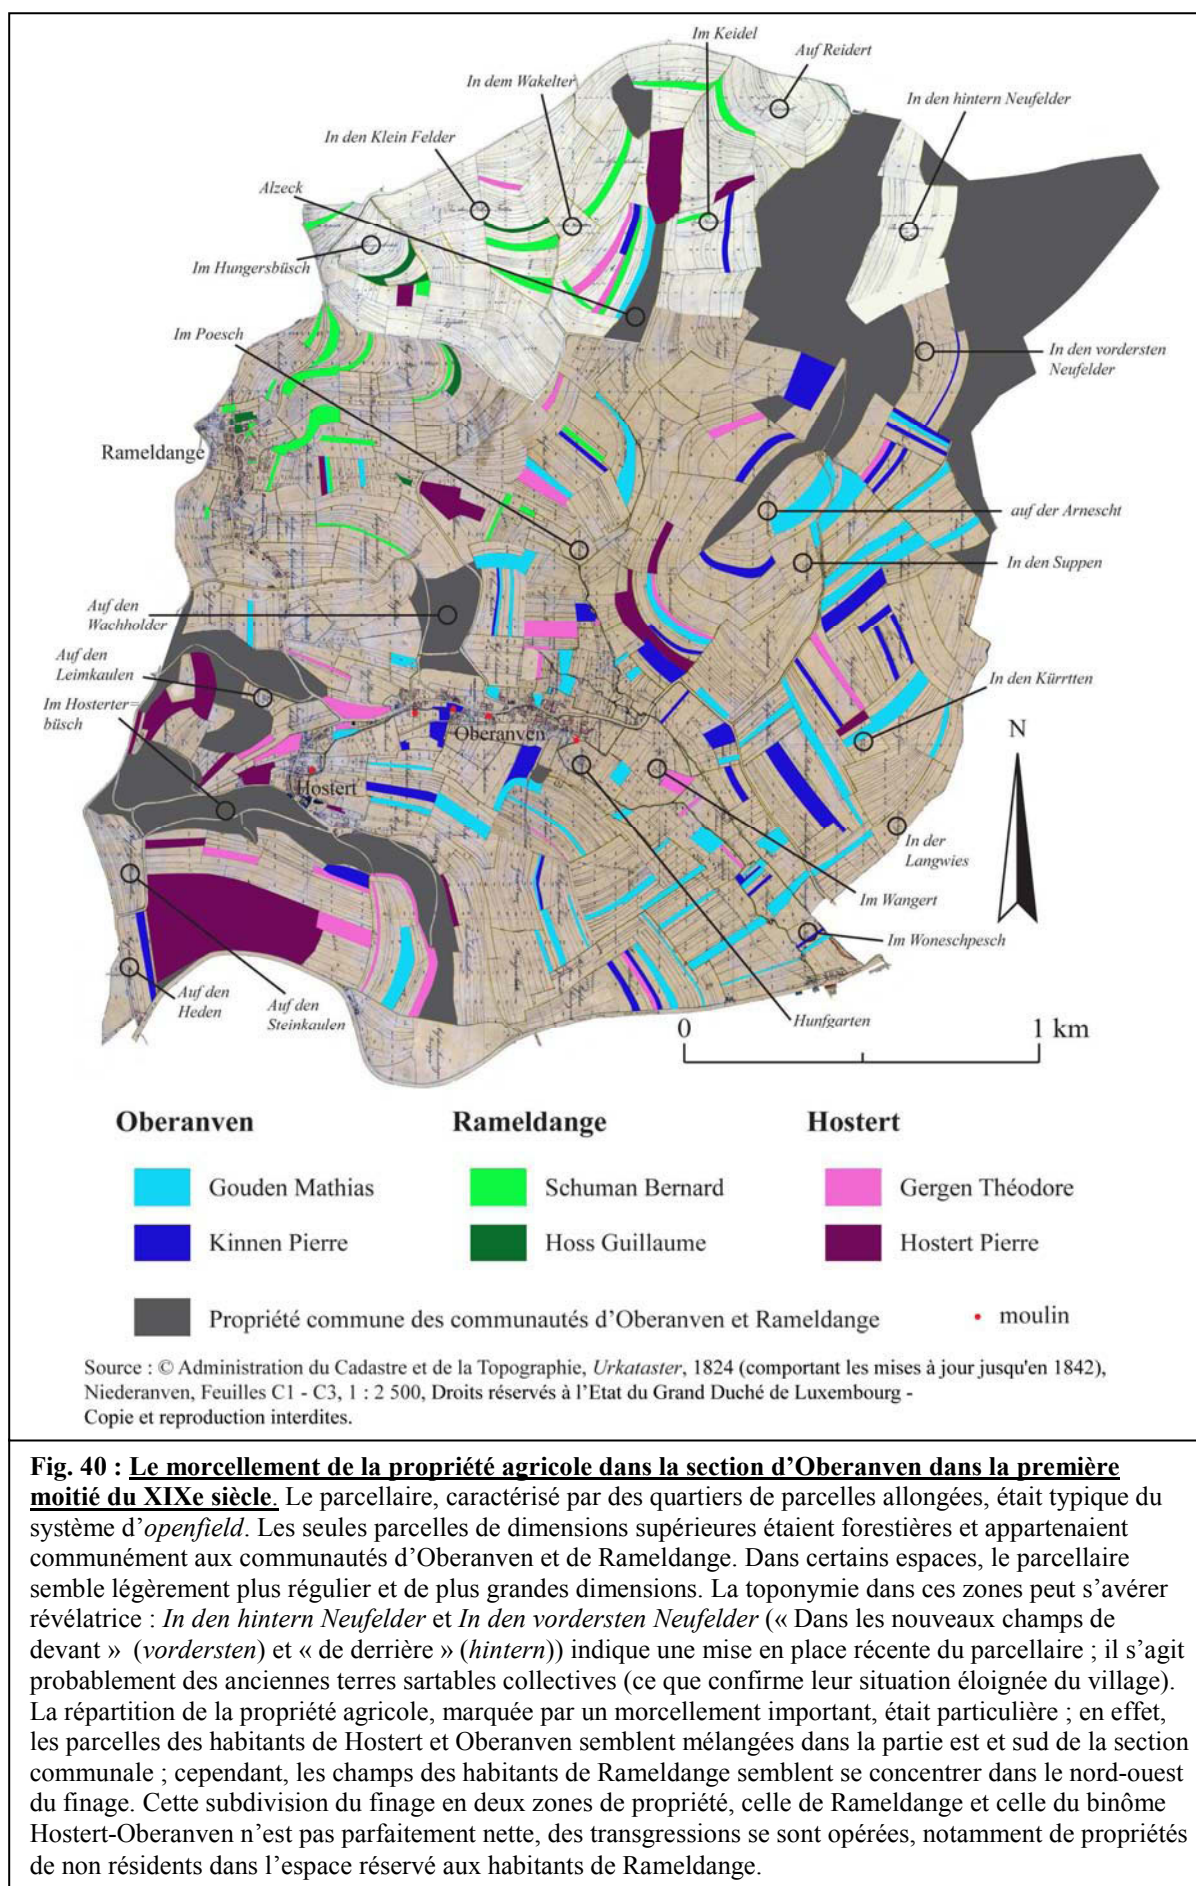 Im Keidel
Auf Reidert
In dem Wakelter
In den hintern Neufelder
In den Klein Felder
Alzeck
Im Hungersbüsch
Im Poesch
In den vordersten
Neufelder
Rameldange
auf der Arnescht
In den Suppen
Auf den
Wachholder
Auf den
Leimkaulen
In den Kürrtten
Im Hosterter=
büsch
N
Oberanven
Hostert
In der
Langwies
Im Wangert
Im Woneschpesch
Auf den
Heden
Auf den
Steinkaulen
Hunfgarten
0 1 km
Oberanven Rameldange Hostert
Gouden Mathias Schuman Bernard Gergen Théodore
Kinnen Pierre Hoss Guillaume Hostert Pierre
Propriété commune des communautés d'Oberanven et Rameldange moulin
Source : © Administration du Cadastre et de la Topographie, Urkataster, 1824 (comportant les mises à jour jusqu'en 1842),
Niederanven, Feuilles C1 - C3, 1 : 2 500, Droits réservés à l'Etat du Grand Duché de Luxembourg -
Copie et reproduction interdites.
Fig. 40 : Le morcellement de la propriété agricole dans la section d'Oberanven dans la première
moitié du XIXe siècle. Le parcellaire, caractérisé par des quartiers de parcelles allongées, était typique du
système d'openfield. Les seules parcelles de dimensions supérieures étaient forestières et appartenaient
communément aux communautés d'Oberanven et de Rameldange. Dans certains espaces, le parcellaire
semble légèrement plus régulier et de plus grandes dimensions. La toponymie dans ces zones peut s'avérer
révélatrice : In den hintern Neufelder et In den vordersten Neufelder (« Dans les nouveaux champs de
devant » (vordersten) et « de derrière » (hintern)) indique une mise en place récente du parcellaire ; il s'agit
probablement des anciennes terres sartables collectives (ce que confirme leur situation éloignée du village).
La répartition de la propriété agricole, marquée par un morcellement important, était particulière ; en effet,
les parcelles des habitants de Hostert et Oberanven semblent mélangées dans la partie est et sud de la section
communale ; cependant, les champs des habitants de Rameldange semblent se concentrer dans le nord-ouest
du finage. Cette subdivision du finage en deux zones de propriété, celle de Rameldange et celle du binôme
Hostert-Oberanven n'est pas parfaitement nette, des transgressions se sont opérées, notamment de propriétés
de non résidents dans l'espace réservé aux habitants de Rameldange.